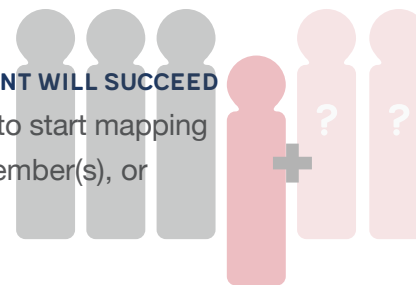 NT WILL SUCCEED
to start mapping
ember(s), or
? ?